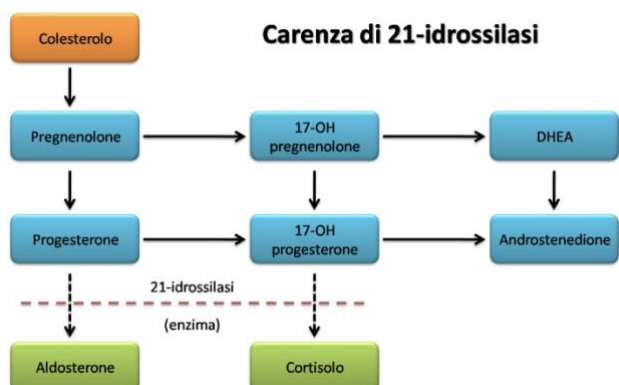 Colesterolo
Carenza di 21-idrossilasi
Pregnenolone
17-OH
pregnenolone
DHEA
Progesterone
17-OH
progesterone
Androstenedione
21-idrossilasi
(enzima)
Aldosterone
Cortisolo